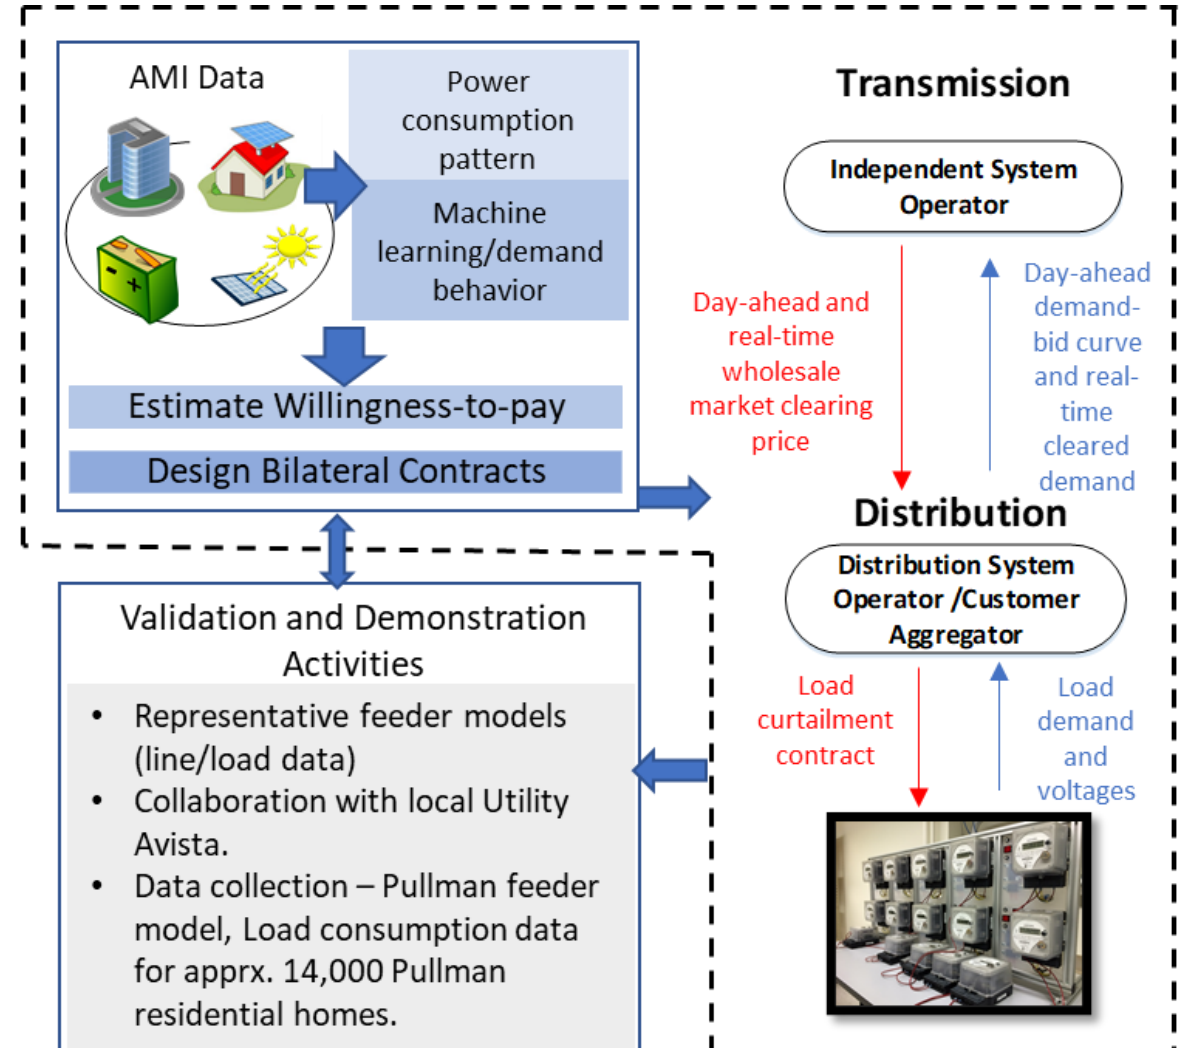 AMI Data
Power
consumption
pattern
Machine
learning/demand
behavior
Estimate Willingness-to-pay
Design Bilateral Contracts
Validation and Demonstration
Activities
• Representative feeder models
(line/load data)
• Collaboration with local Utility
Avista.
• Data collection – Pullman feeder
model, Load consumption data
for apprx. 14,000 Pullman
residential homes.
Transmission
Independent System
Operator
Day-ahead and
real-time
wholesale
market clearing
price
Day-ahead
demand-
bid curve
and real-
time
cleared
demand
Distribution
Distribution System
Operator /Customer
Aggregator
Load
curtailment
contract
Load
demand
and
voltages